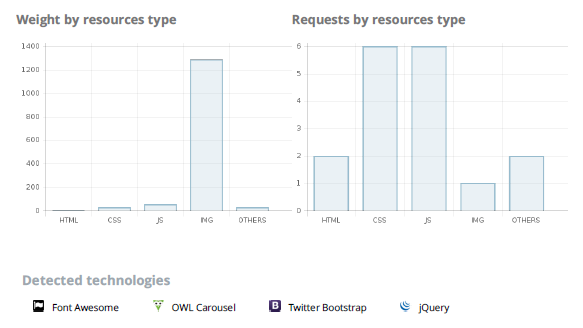 Weight by resources type
1400
1200
1000
800
600
400
200
0
HTML CSS JS IMG OTHERS
Requests by resources type
6
5
4
3
2
1
0
HTML CSS JS IMG OTHERS
Detected technologies
Font Awesome OWL Carousel B Twitter Bootstrap jQuery